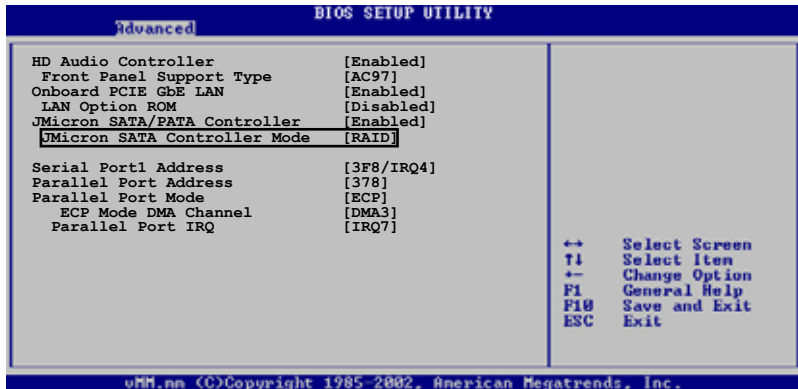 BIOS SETUP UTILITY
Advanced
HD Audio Controller [Enabled]
Front Panel Support Type [AC97]
Onboard PCIE GbE LAN [Enabled]
LAN Option ROM [Disabled]
JMicron SATA/PATA Controller [Enabled]
JMicron SATA Controller Mode [RAID]
Serial Port1 Address [3F8/IRQ4]
Parallel Port Address [378]
Parallel Port Mode [ECP]
ECP Mode DMA Channel [DMA3]
Parallel Port IRQ [IRQ7]
↔ Select Screen
↑↓ Select Item
+- Change Option
F1 General Help
F10 Save and Exit
ESC Exit
vMM.mm (C)Copyright 1985-2002, American Megatrends, Inc.